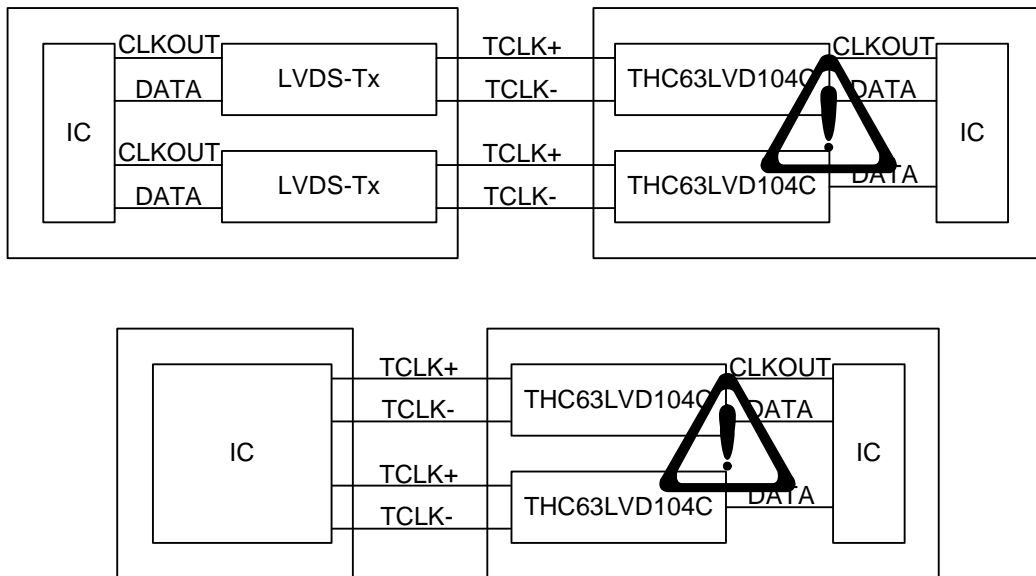 CLKOUT TCLK+ CLKOUT
LVDS-Tx THC63LVD104C
DATA TCLK- DATA
IC IC
CLKOUT TCLK+
LVDS-Tx THC63LVD104C DATA
DATA TCLK-
TCLK+ CLKOUT
THC63LVD104C
TCLK- DATA
IC IC
TCLK+
THC63LVD104C DATA
TCLK-